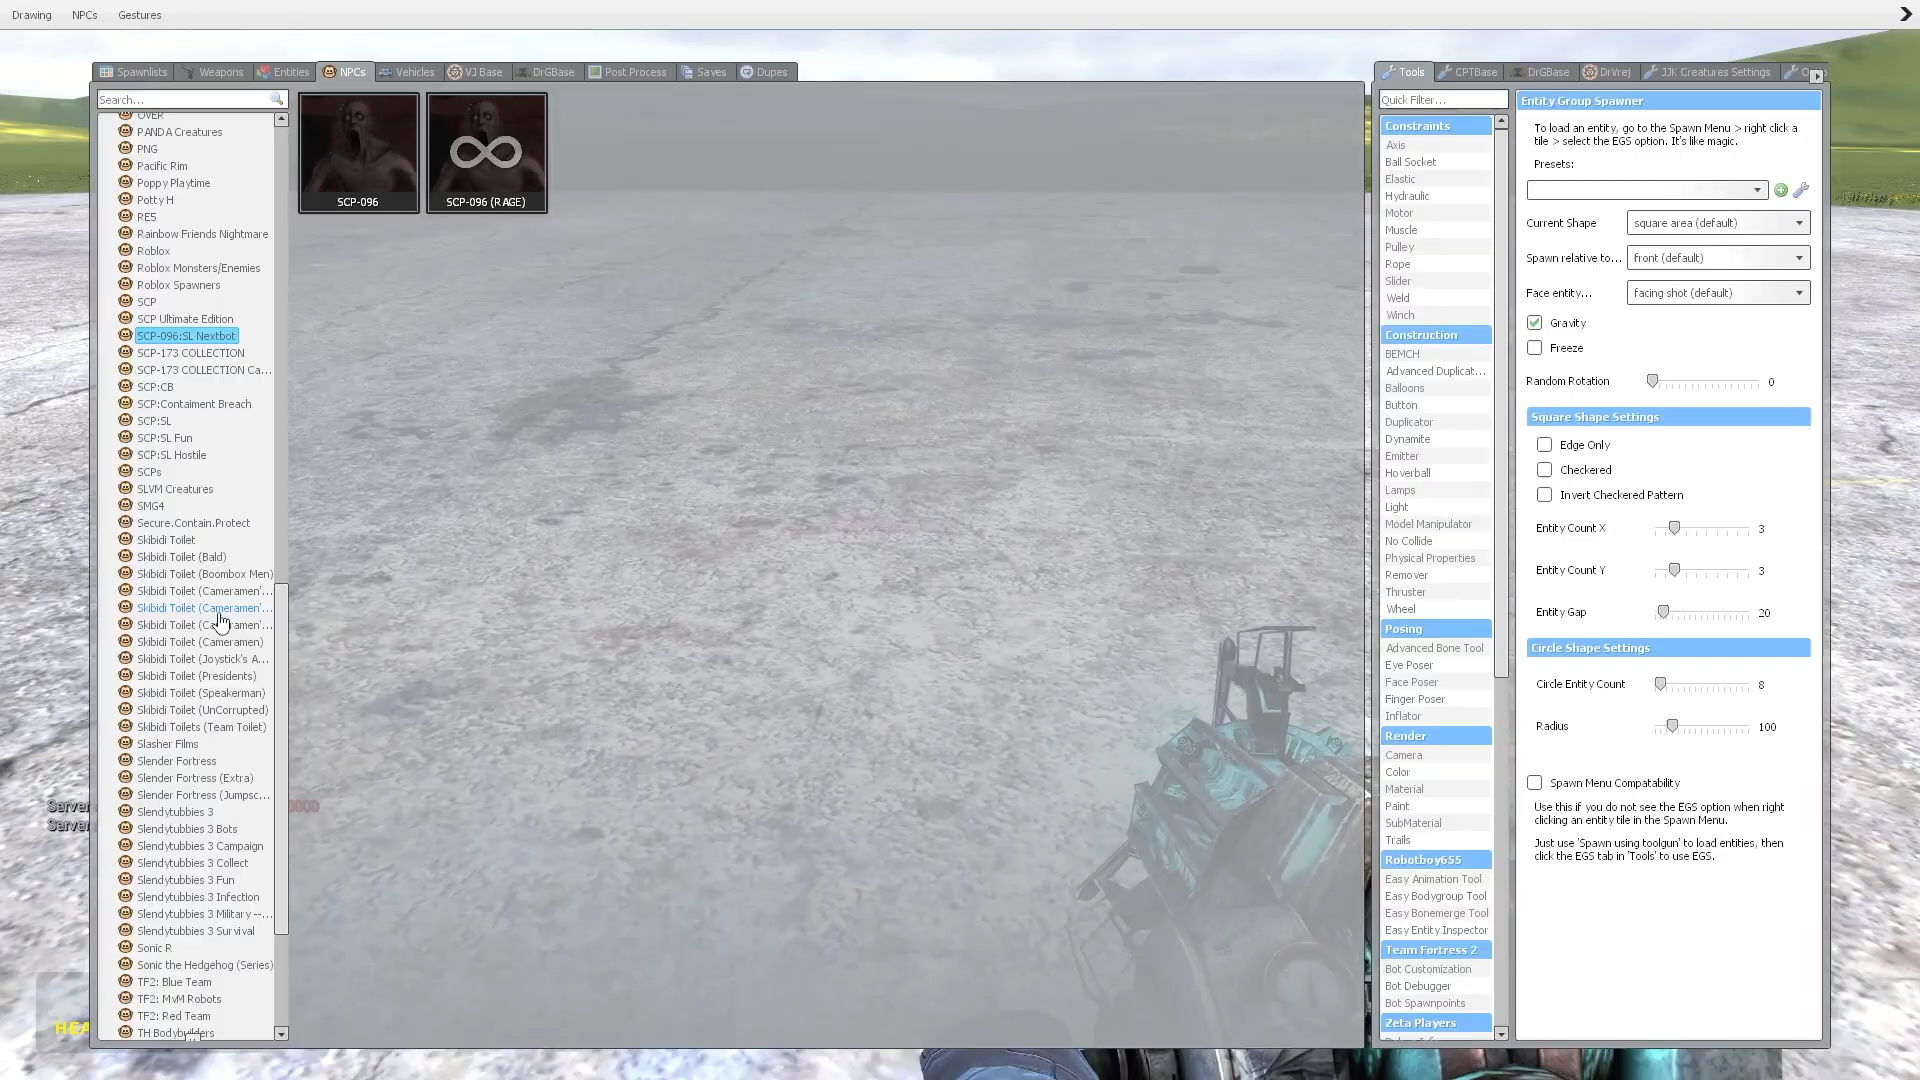 Drawing NPCs Gestures
Spawnlists Weapons Entities NPCs Vehicles VJ Base DrGBase Post Process Saves Dupes
Search...
OVER
PANDA Creatures
PNG
Pacific Rim
Poppy Playtime
Potty H
RE5
Rainbow Friends Nightmare
Roblox
Roblox Monsters/Enemies
Roblox Spawners
SCP
SCP Ultimate Edition
SCP-096:SL Nextbot
SCP-173 COLLECTION
SCP-173 COLLECTION Ca...
SCP:CB
SCP:Contaiment Breach
SCP:SL
SCP:SL Fun
SCP:SL Hostile
SCPs
SLVM Creatures
SMG4
Secure.Contain.Protect
Skibidi Toilet
Skibidi Toilet (Bald)
Skibidi Toilet (Boombox Men)
Skibidi Toilet (Cameramen'...
Skibidi Toilet (Cameramen'...
Skibidi Toilet (Cameramen'...
Skibidi Toilet (Cameramen)
Skibidi Toilet (Joystick's A...
Skibidi Toilet (Presidents)
Skibidi Toilet (Speakerman)
Skibidi Toilet (UnCorrupted)
Skibidi Toilets (Team Toilet)
Slasher Films
Slender Fortress
Slender Fortress (Extra)
Slender Fortress (Jumpsc...
Slendytubbies 3
Slendytubbies 3 Bots
Slendytubbies 3 Campaign
Slendytubbies 3 Collect
Slendytubbies 3 Fun
Slendytubbies 3 Infection
Slendytubbies 3 Military --...
Slendytubbies 3 Survival
Sonic R
Sonic the Hedgehog (Series)
TF2: Blue Team
TF2: MvM Robots
TF2: Red Team
TH Bodybuilders
SCP-096 SCP-096 (RAGE)
Server
Server
HEA
Tools CPTBase DrGBase DrVrej JJK Creatures Settings
Quick Filter...
Constraints
Axis
Ball Socket
Elastic
Hydraulic
Motor
Muscle
Pulley
Rope
Slider
Weld
Winch
Construction
BEMCH
Advanced Duplicat...
Balloons
Button
Duplicator
Dynamite
Emitter
Hoverball
Lamps
Light
Model Manipulator
No Collide
Physical Properties
Remover
Thruster
Wheel
Posing
Advanced Bone Tool
Eye Poser
Face Poser
Finger Poser
Inflator
Render
Camera
Color
Material
Paint
SubMaterial
Trails
Robotboy655
Easy Animation Tool
Easy Bodygroup Tool
Easy Bonemerge Tool
Easy Entity Inspector
Team Fortress 2
Bot Customization
Bot Debugger
Bot Spawnpoints
Zeta Players
Entity Group Spawner
To load an entity, go to the Spawn Menu > right click a
tile > select the EGS option. It's like magic.
Presets:
Current Shape square area (default)
Spawn relative to... front (default)
Face entity... facing shot (default)
Gravity
Freeze
Random Rotation 0
Square Shape Settings
Edge Only
Checkered
Invert Checkered Pattern
Entity Count X 3
Entity Count Y 3
Entity Gap 20
Circle Shape Settings
Circle Entity Count 8
Radius 100
Spawn Menu Compatability
Use this if you do not see the EGS option when right
clicking an entity tile in the Spawn Menu.
Just use 'Spawn using toolgun' to load entities, then
click the EGS tab in 'Tools' to use EGS.